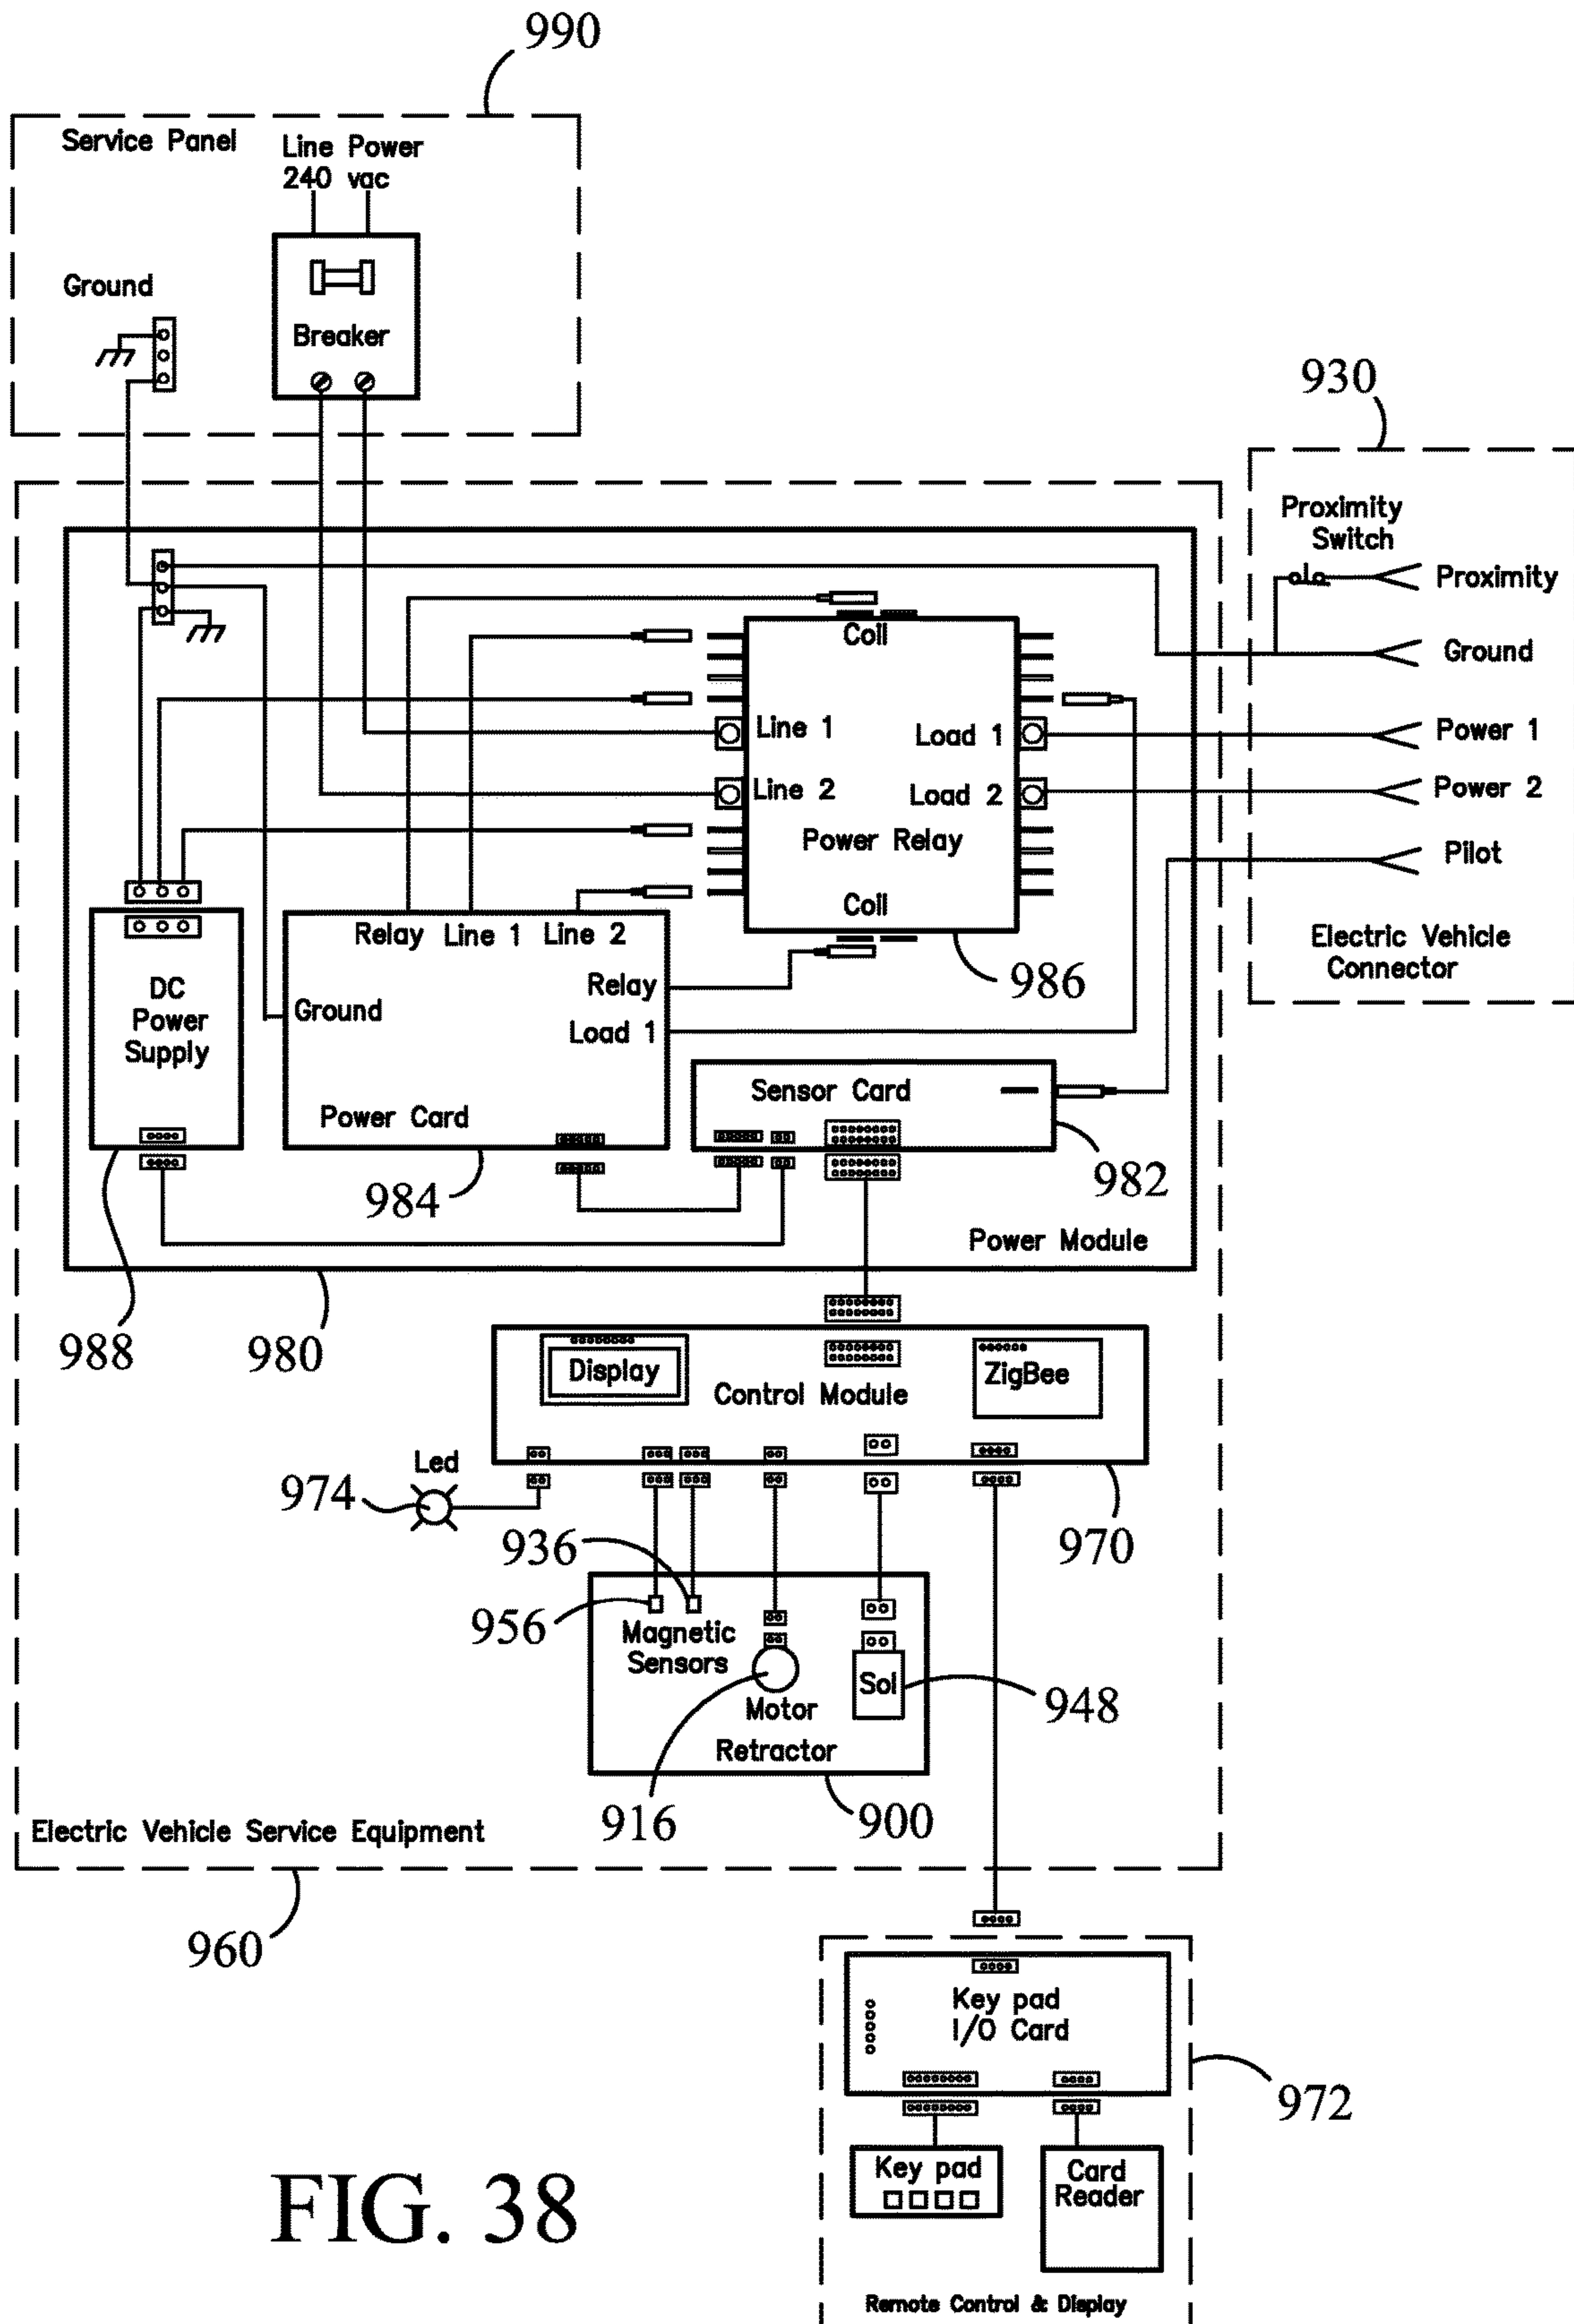 990
Service Panel
Line Power
240 vac
Ground
Breaker
930
Proximity
Switch
Proximity
Ground
Power 1
Power 2
Pilot
Electric Vehicle
Connector
Coil
Line 1
Load 1
Line 2
Load 2
Power Relay
Coil
986
Relay
Line 1
Line 2
Relay
Ground
Load 1
Power Card
984
DC
Power
Supply
988
Sensor Card
982
Power Module
980
Display
Control Module
ZigBee
970
Led
974
936
956
Magnetic
Sensors
Motor
Sol
948
Retractor
916
900
Electric Vehicle Service Equipment
960
Key pad
I/O Card
972
Key pad
Card
Reader
Remote Control & Display
FIG. 38